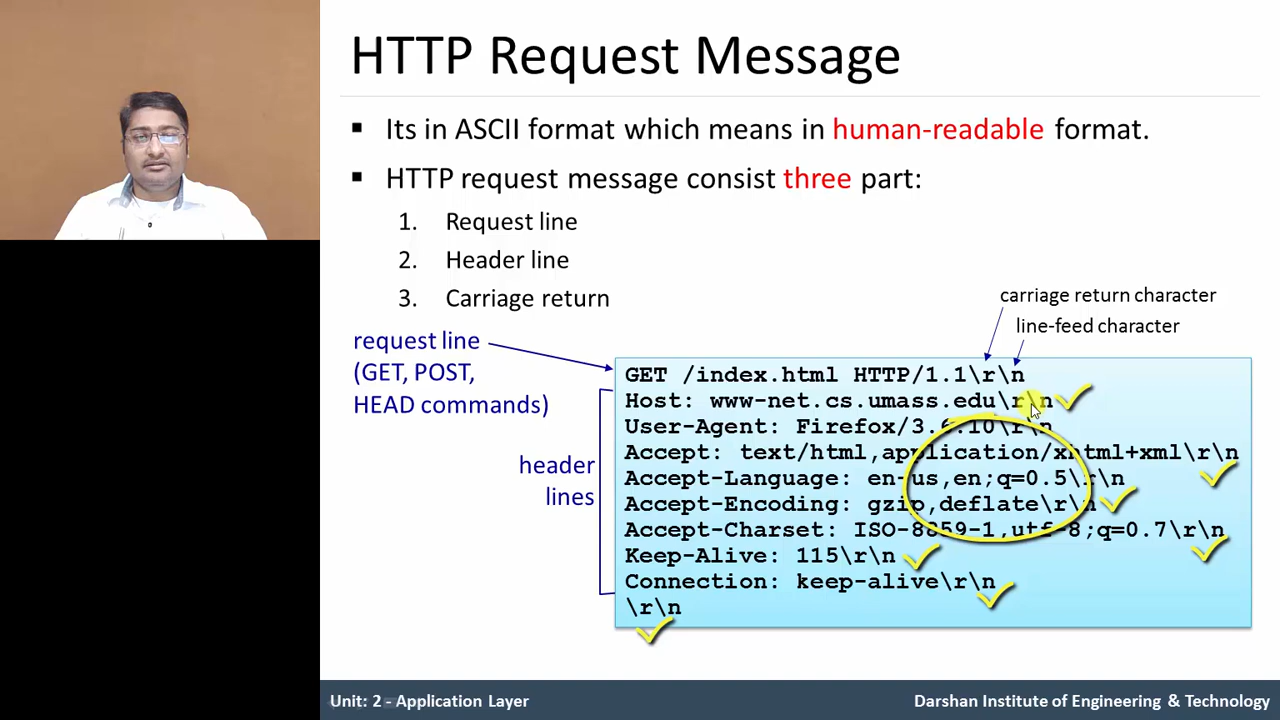 HTTP Request Message
Its in ASCII format which means in human-readable format.
HTTP request message consist three part:
1. Request line
2. Header line
3. Carriage return
carriage return character
line-feed character
request line
(GET, POST,
HEAD commands)
header
lines
GET /index.html HTTP/1.1\r\n
Host: www-net.cs.umass.edu\r\n
User-Agent: Firefox/3.6.10\r\n
Accept: text/html,application/xhtml+xml\r\n
Accept-Language: en-us,en;q=0.5\r\n
Accept-Encoding: gzip,deflate\r\n
Accept-Charset: ISO-8859-1,utf-8;q=0.7\r\n
Keep-Alive: 115\r\n
Connection: keep-alive\r\n
\r\n
Unit: 2 - Application Layer
Darshan Institute of Engineering & Technology